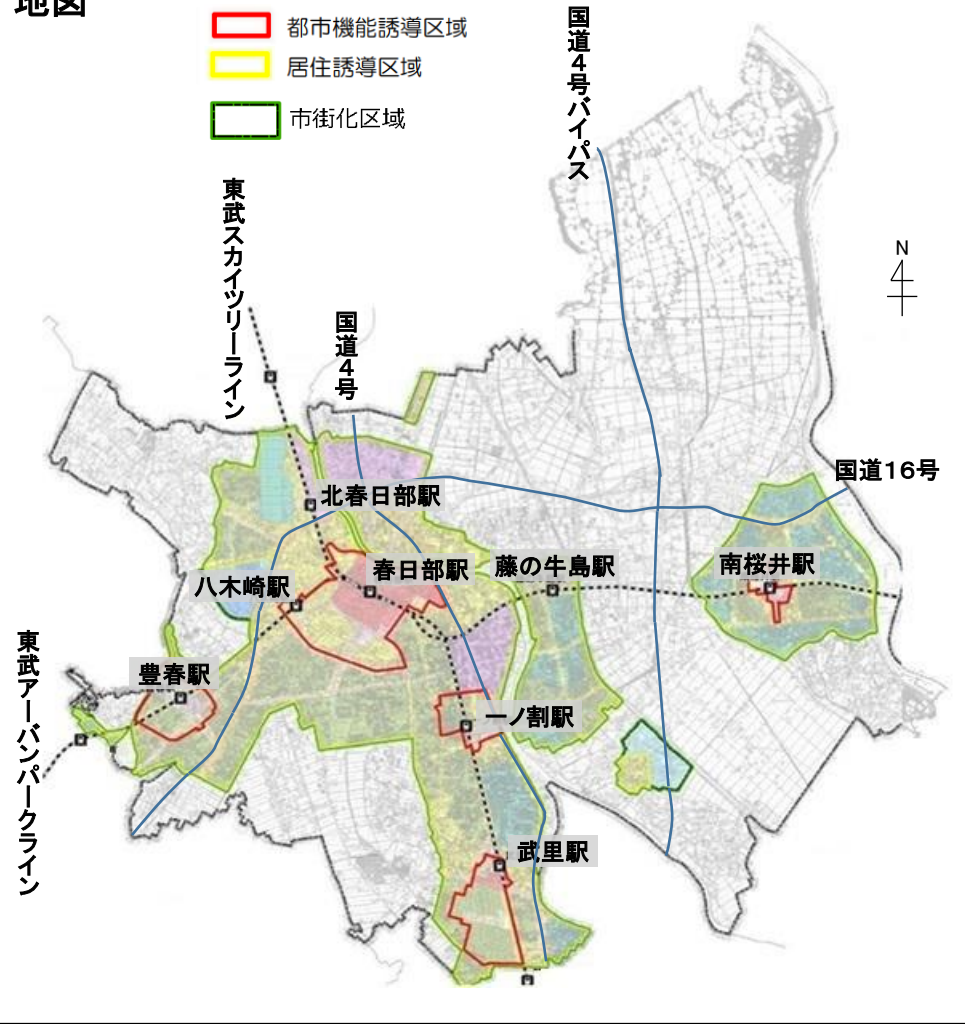 地図
都市機能誘導区域
居住誘導区域
市街化区域
国道4号バイパス
東武スカイツリーライン
N
国道4号
国道16号
北春日部駅
春日部駅
藤の牛島駅
南桜井駅
八木崎駅
東武アーバンパークライン
豊春駅
一ノ割駅
武里駅